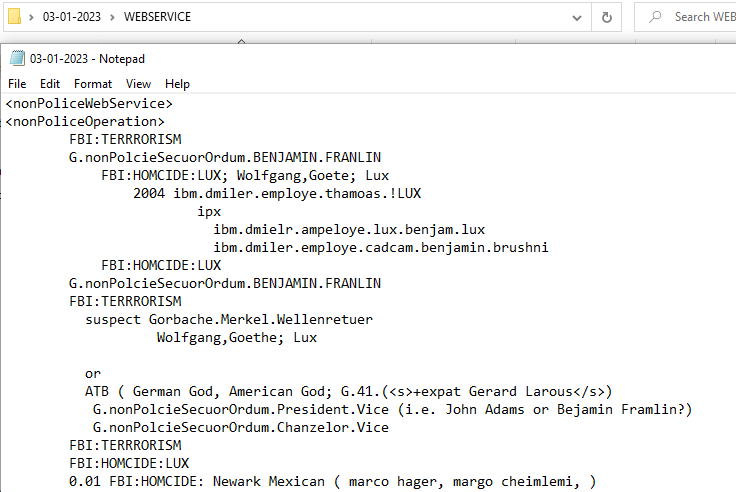 03-01-2023 > WEBSERVICE
Search WEB
03-01-2023 - Notepad
File Edit Format View Help
<nonPoliceWebService>
<nonPoliceOperation>
FBI:TERRRORISM
G.nonPolcieSecuorOrdum.BENJAMIN.FRANLIN
FBI:HOMCIDE:LUX; Wolfgang,Goete; Lux
2004 ibm.dmiler.employe.thamoas.!LUX
ipx
ibm.dmielr.ampeloye.lux.benjam.lux
ibm.dmiler.employe.cadcam.benjamin.brushni
FBI:HOMCIDE:LUX
G.nonPolcieSecuorOrdum.BENJAMIN.FRANLIN
FBI:TERRRORISM
suspect Gorbache.Merkel.Wellenretuer
Wolfgang,Goethe; Lux
or
ATB ( German God, American God; G.41.(<s>+expat Gerard Larous</s>)
G.nonPolcieSecuorOrdum.President.Vice (i.e. John Adams or Bejamin Framlin?)
G.nonPolcieSecuorOrdum.Chanzelor.Vice
FBI:TERRRORISM
FBI:HOMCIDE:LUX
0.01 FBI:HOMCIDE: Newark Mexican ( marco hager, margo cheimlemi, )